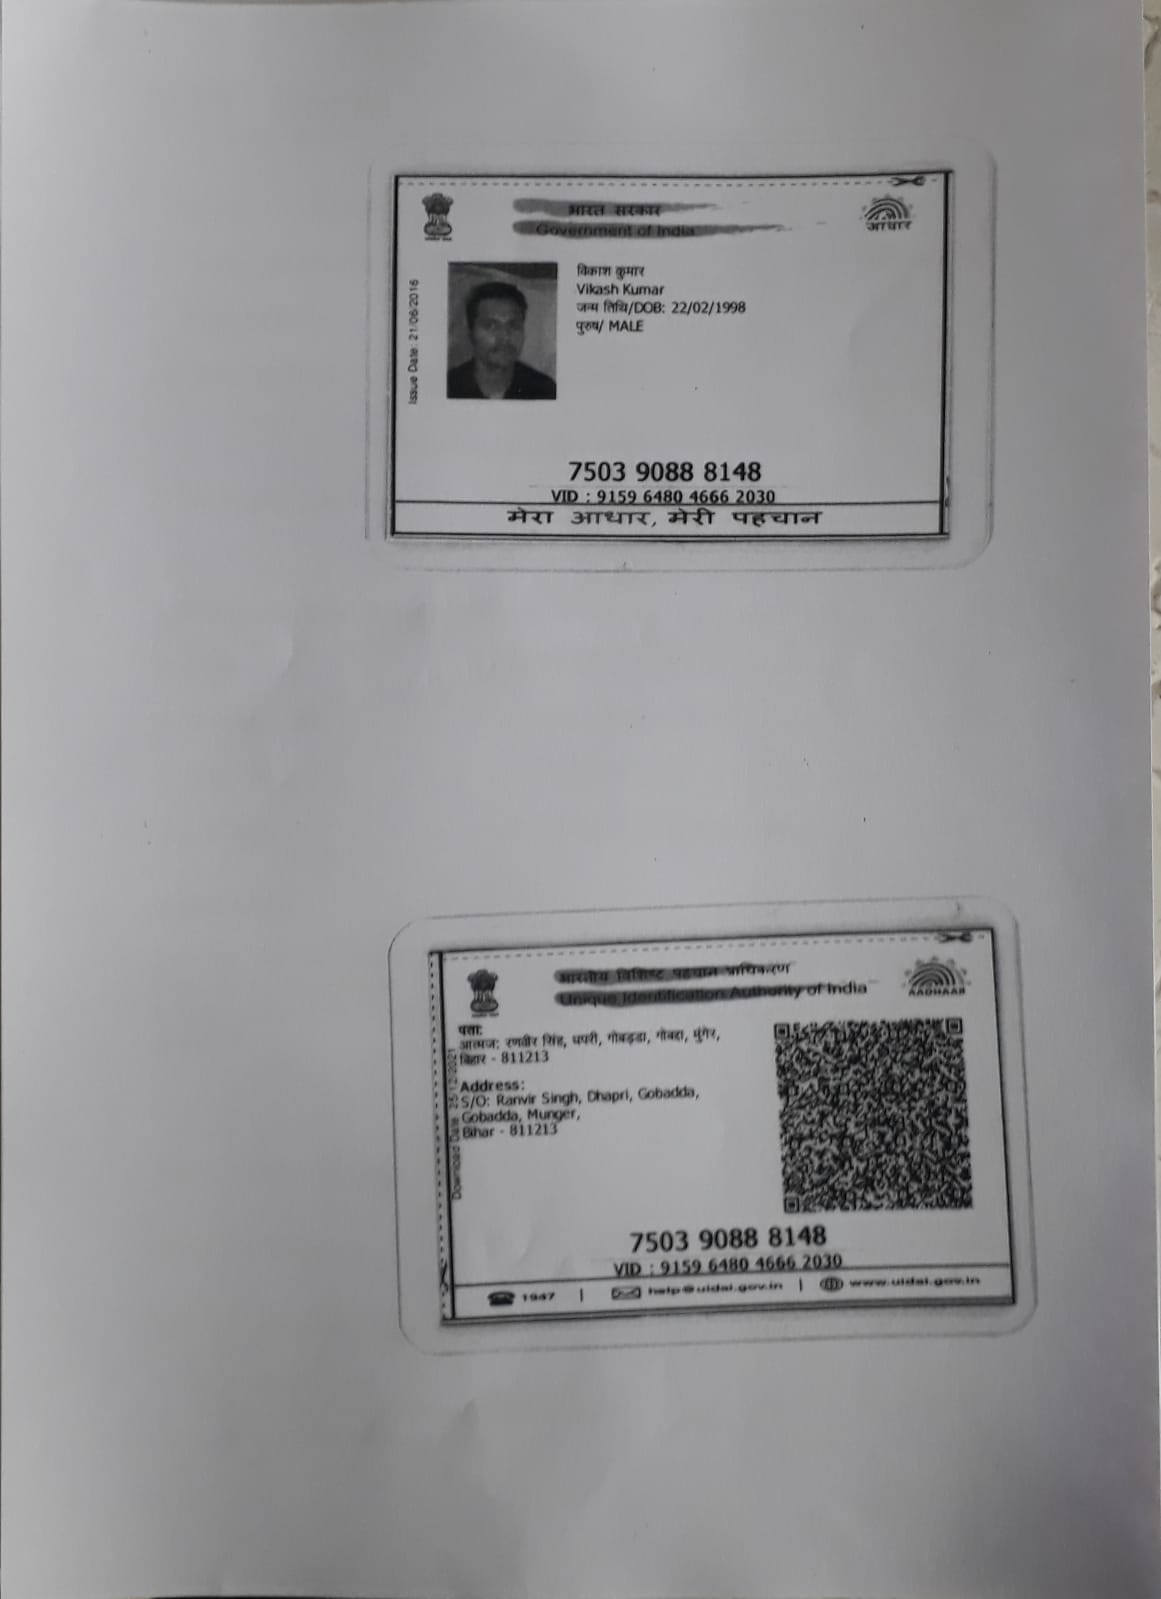 भारत सरकार
Government of India
आधार
Issue Date: 21/06/2016
विकाश कुमार
Vikash Kumar
जन्म तिथि/DOB: 22/02/1998
पुरुष/ MALE
7503 9088 8148
VID : 9159 6480 4666 2030
मेरा आधार, मेरी पहचान
भारतीय विशिष्ट पहचान प्राधिकरण
Unique Identification Authority of India
AADHAAR
Download Date: 25/12/2021
पता:
आत्मज: रणवीर सिंह, धपरी, गोबड्डा, गोबद्दा, मुंगेर,
बिहार - 811213
Address:
S/O: Ranvir Singh, Dhapri, Gobadda,
Gobadda, Munger,
Bihar - 811213
7503 9088 8148
VID : 9159 6480 4666 2030
1947 | help@uidai.gov.in | www.uidai.gov.in